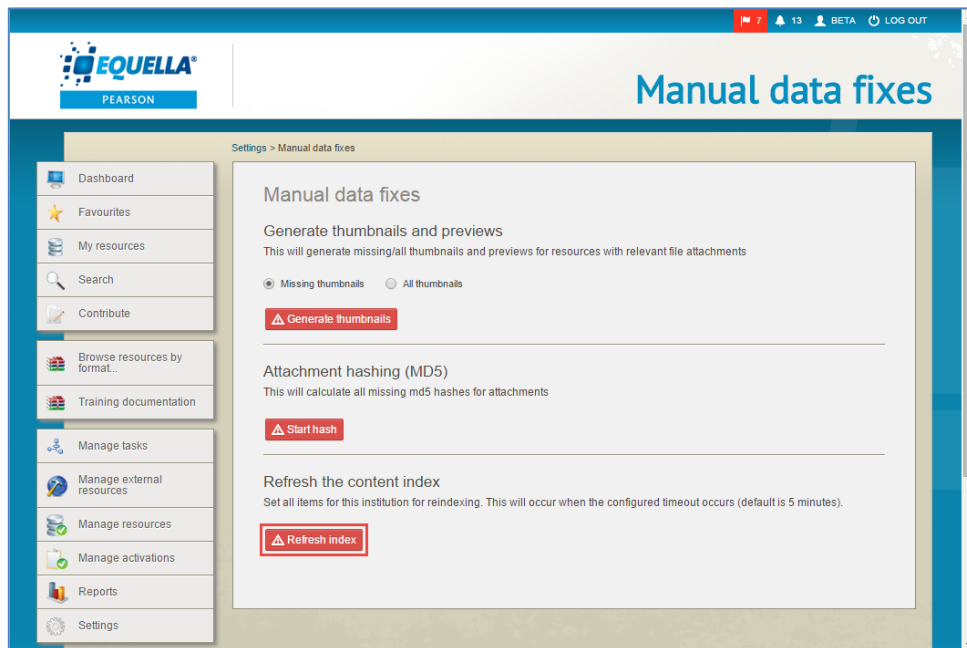 7 13 BETA LOG OUT
EQUELLA®
PEARSON
Manual data fixes
Settings > Manual data fixes
Dashboard
Favourites
My resources
Search
Contribute
Browse resources by
format...
Training documentation
Manage tasks
Manage external
resources
Manage resources
Manage activations
Reports
Settings
Manual data fixes
Generate thumbnails and previews
This will generate missing/all thumbnails and previews for resources with relevant file attachments
Missing thumbnails All thumbnails
Generate thumbnails
Attachment hashing (MD5)
This will calculate all missing md5 hashes for attachments
Start hash
Refresh the content index
Set all items for this institution for reindexing. This will occur when the configured timeout occurs (default is 5 minutes).
Refresh index